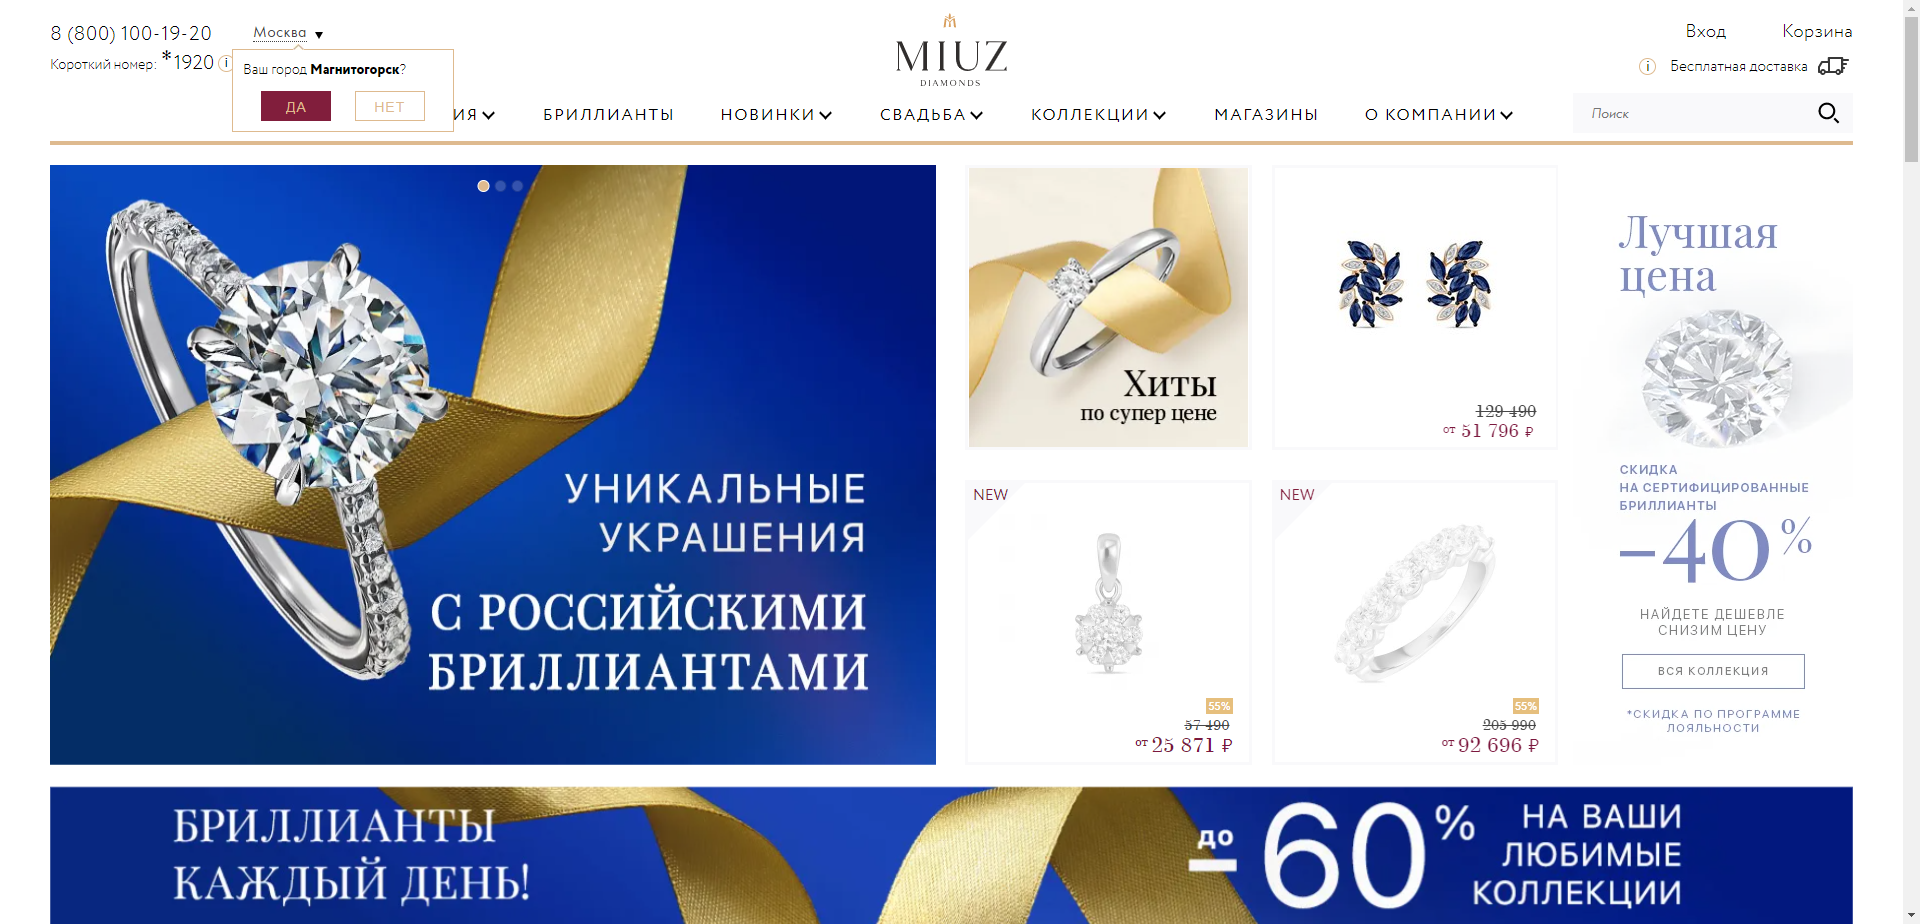 8 (800) 100-19-20
Москва
Короткий номер: *1920
Ваш город Магнитогорск?
ДА
НЕТ
MIUZ
DIAMONDS
Вход
Корзина
Бесплатная доставка
ИЯ
БРИЛЛИАНТЫ
НОВИНКИ
СВАДЬБА
КОЛЛЕКЦИИ
МАГАЗИНЫ
О КОМПАНИИ
Поиск
УНИКАЛЬНЫЕ
УКРАШЕНИЯ
С РОССИЙСКИМИ
БРИЛЛИАНТАМИ
Хиты
по супер цене
129 490
от 51 796 ₽
NEW
55%
57 490
от 25 871 ₽
NEW
55%
205 990
от 92 696 ₽
Лучшая
цена
СКИДКА
НА СЕРТИФИЦИРОВАННЫЕ
БРИЛЛИАНТЫ
–40%
НАЙДЕТЕ ДЕШЕВЛЕ
СНИЗИМ ЦЕНУ
ВСЯ КОЛЛЕКЦИЯ
*СКИДКА ПО ПРОГРАММЕ
ЛОЯЛЬНОСТИ
БРИЛЛИАНТЫ
КАЖДЫЙ ДЕНЬ!
до –60%
НА ВАШИ
ЛЮБИМЫЕ
КОЛЛЕКЦИИ